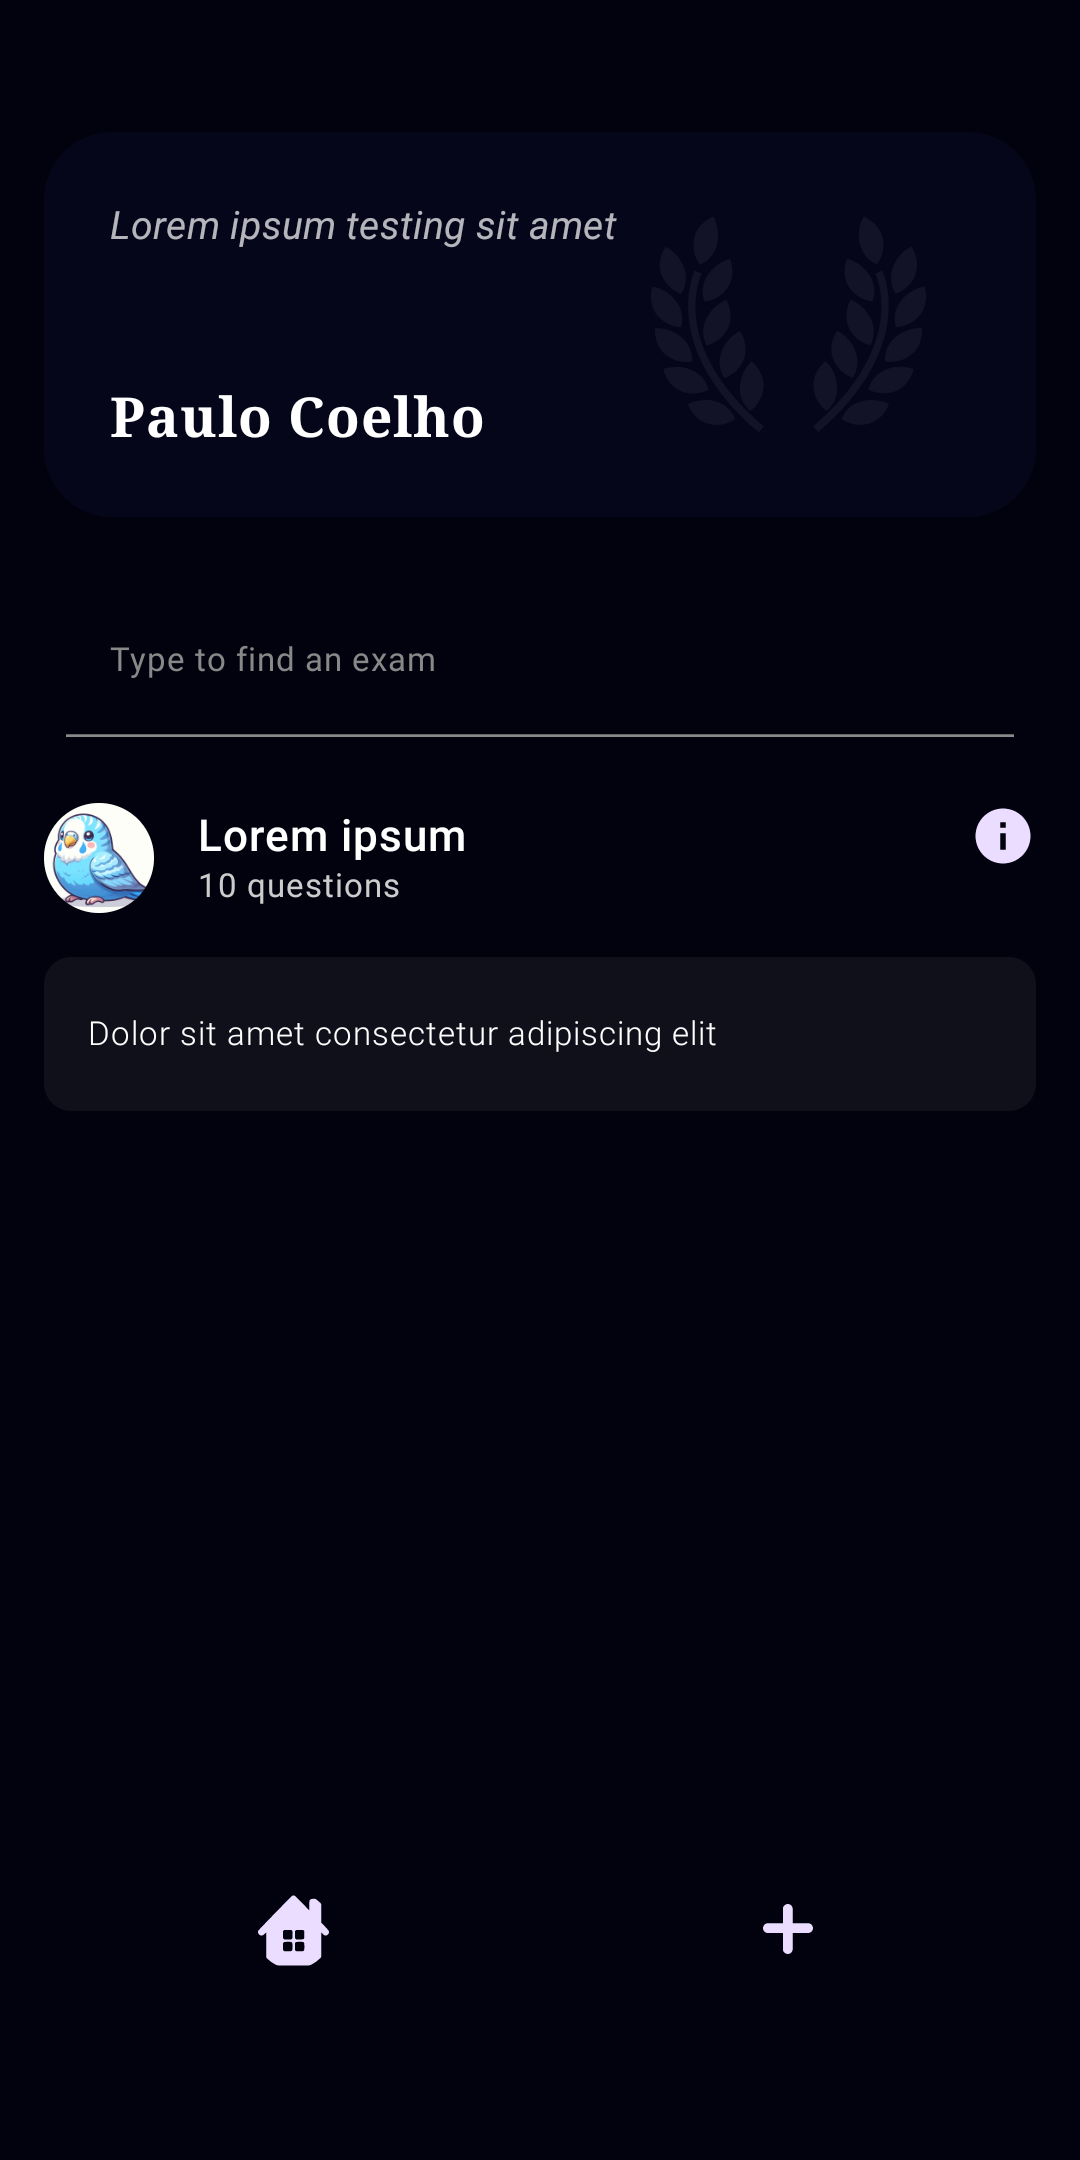 Lorem ipsum testing sit amet
Paulo Coelho
Type to find an exam
Lorem ipsum
10 questions
Dolor sit amet consectetur adipiscing elit